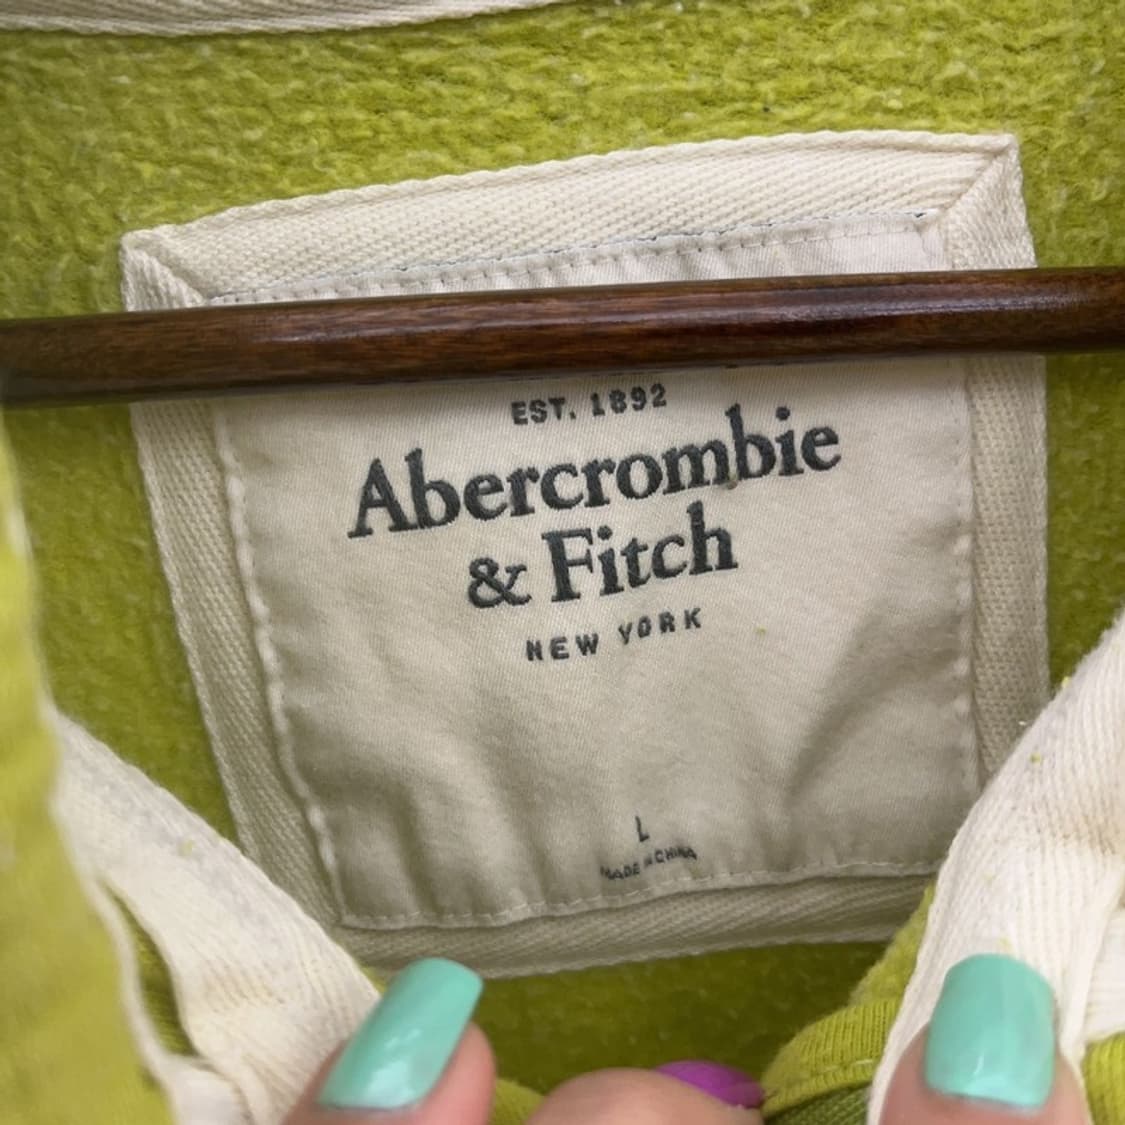 EST. 1892
Abercrombie
& Fitch
NEW YORK
L
MADE IN CHINA